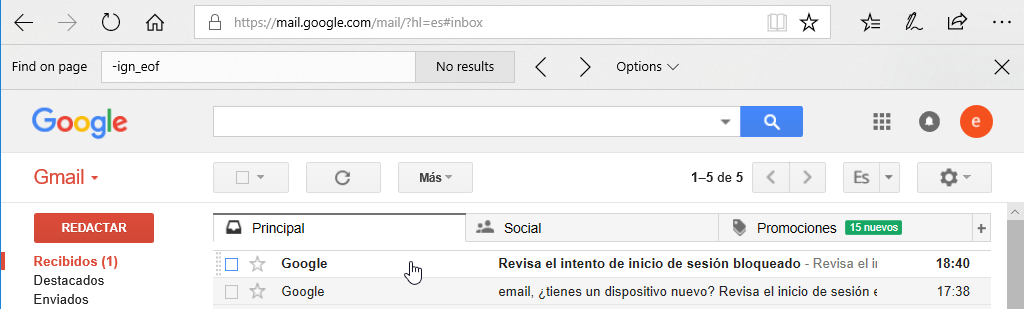 https://mail.google.com/mail/?hl=es#inbox
Find on page -ign_eof No results Options
Google e
Gmail Más 1–5 de 5 Es
REDACTAR Principal Social Promociones 15 nuevos +
Recibidos (1) Google Revisa el intento de inicio de sesión bloqueado - Revisa el i 18:40
Destacados
Enviados Google email, ¿tienes un dispositivo nuevo? Revisa el inicio de sesión 17:38